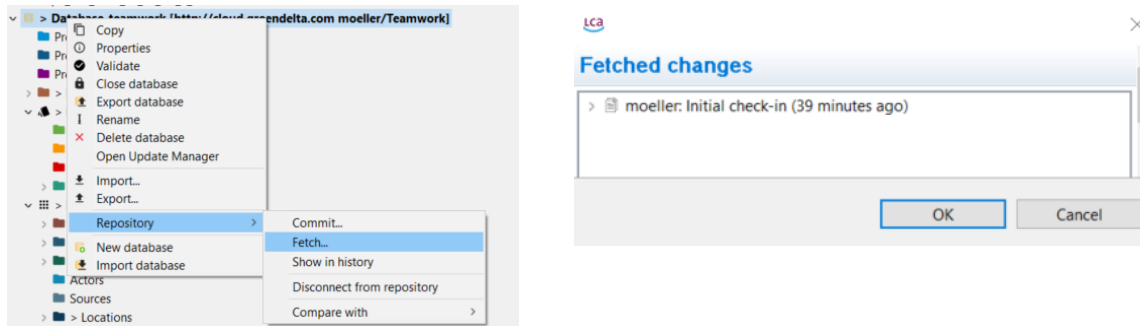 > Database-teamwork [http://cloud.greendelta.com moeller/Teamwork]
Copy
Properties
Validate
Close database
Export database
Rename
Delete database
Open Update Manager
Import...
Export...
Repository
New database
Import database
Commit...
Fetch...
Show in history
Disconnect from repository
Compare with
Actors
Sources
> Locations
LCA
Fetched changes
moeller: Initial check-in (39 minutes ago)
OK
Cancel